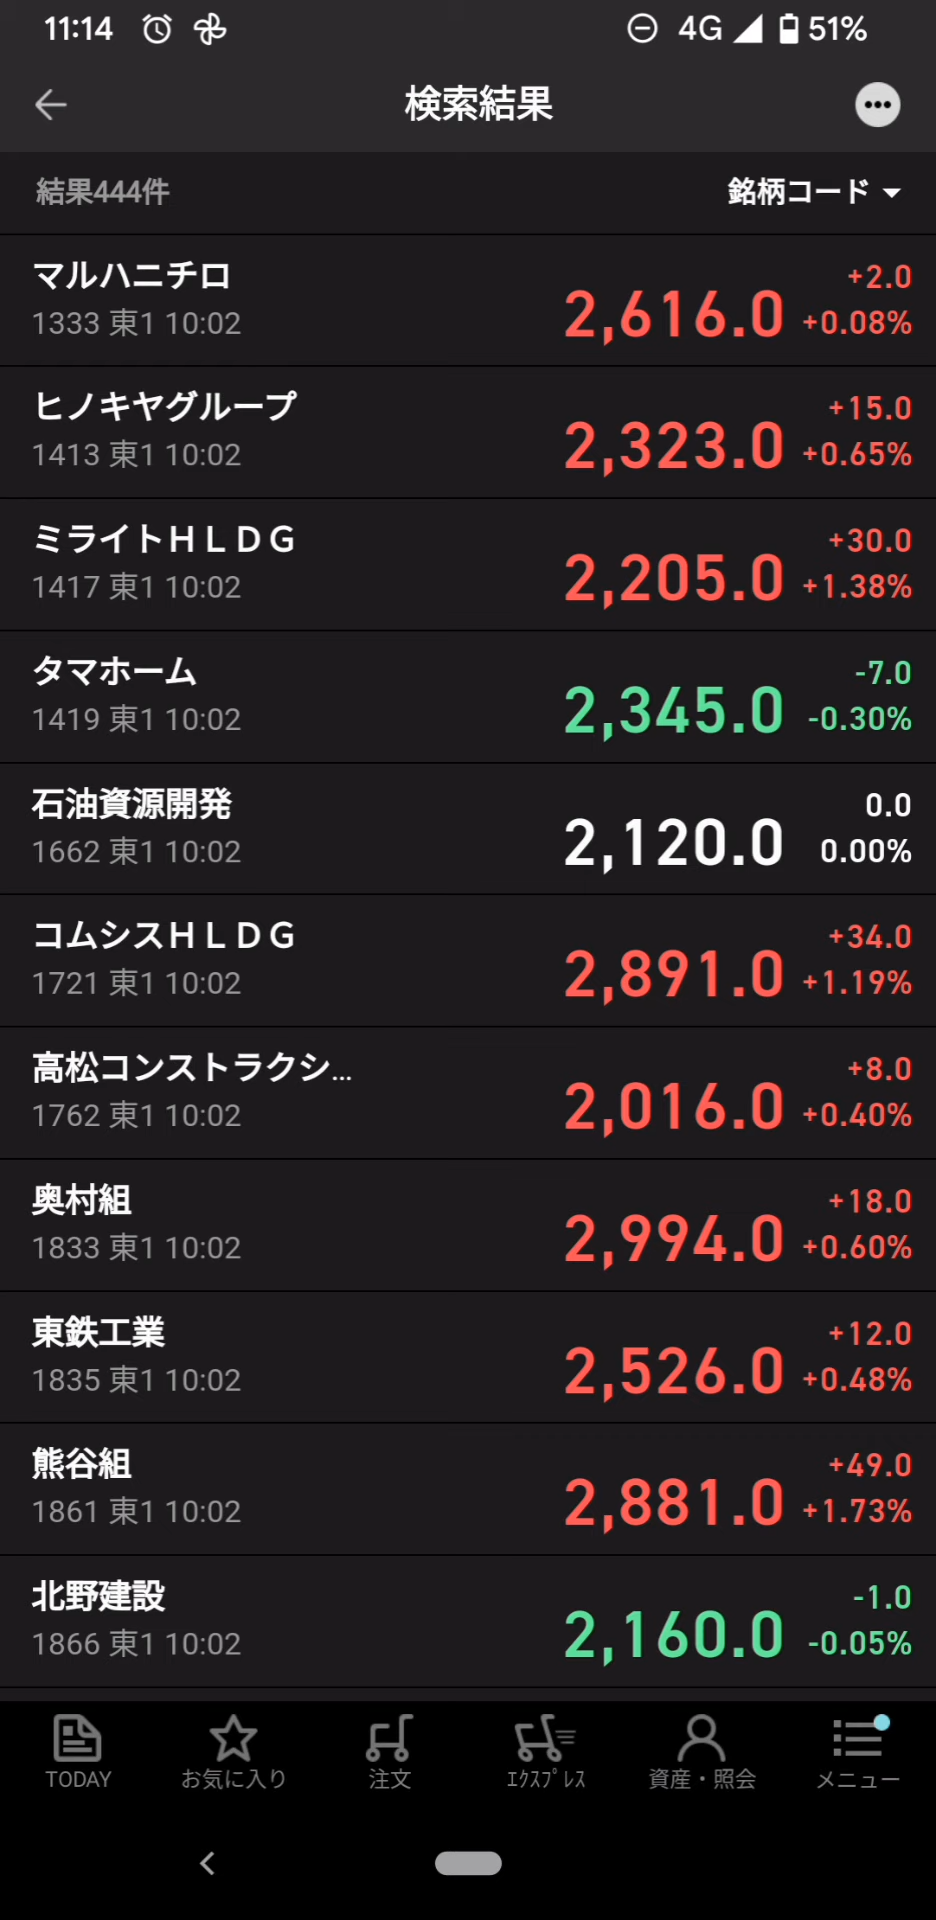 11:14 4G 51%
検索結果
結果444件 銘柄コード
マルハニチロ
1333 東1 10:02
2,616.0
+2.0
+0.08%
ヒノキヤグループ
1413 東1 10:02
2,323.0
+15.0
+0.65%
ミライトＨＬＤＧ
1417 東1 10:02
2,205.0
+30.0
+1.38%
タマホーム
1419 東1 10:02
2,345.0
-7.0
-0.30%
石油資源開発
1662 東1 10:02
2,120.0
0.0
0.00%
コムシスＨＬＤＧ
1721 東1 10:02
2,891.0
+34.0
+1.19%
高松コンストラクシ...
1762 東1 10:02
2,016.0
+8.0
+0.40%
奥村組
1833 東1 10:02
2,994.0
+18.0
+0.60%
東鉄工業
1835 東1 10:02
2,526.0
+12.0
+0.48%
熊谷組
1861 東1 10:02
2,881.0
+49.0
+1.73%
北野建設
1866 東1 10:02
2,160.0
-1.0
-0.05%
TODAY お気に入り 注文 ｴｸｽﾌﾟﾚｽ 資産・照会 メニュー